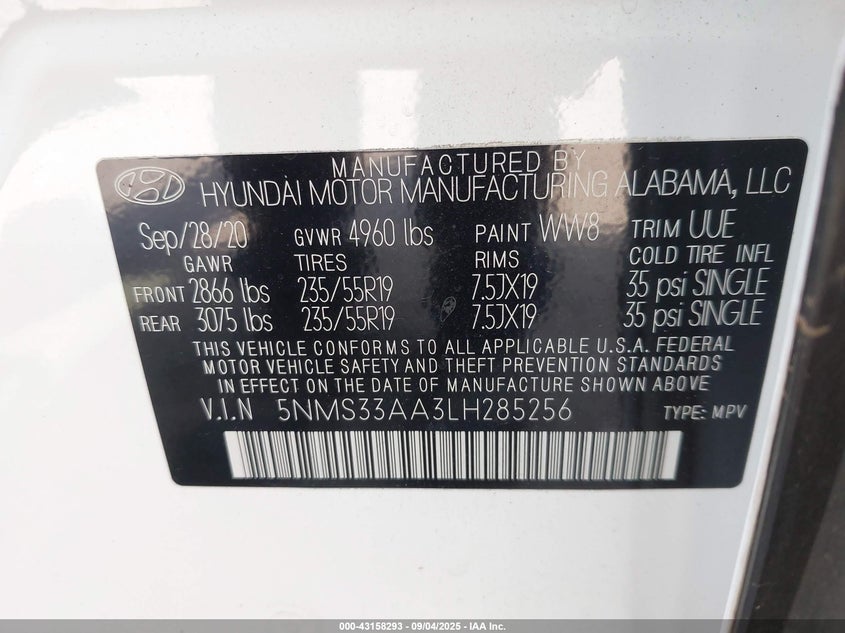 MANUFACTURED BY
HYUNDAI MOTOR MANUFACTURING ALABAMA, LLC
Sep/28/20 GVWR 4960 lbs PAINT WW8 TRIM UUE
GAWR TIRES RIMS COLD TIRE INFL
FRONT 2866 lbs 235/55R19 7.5JX19 35 psi SINGLE
REAR 3075 lbs 235/55R19 7.5JX19 35 psi SINGLE
THIS VEHICLE CONFORMS TO ALL APPLICABLE U.S.A. FEDERAL
MOTOR VEHICLE SAFETY AND THEFT PREVENTION STANDARDS
IN EFFECT ON THE DATE OF MANUFACTURE SHOWN ABOVE
V.I.N 5NMS33AA3LH285256 TYPE: MPV
000-43158293 - 09/04/2025 - IAA Inc.